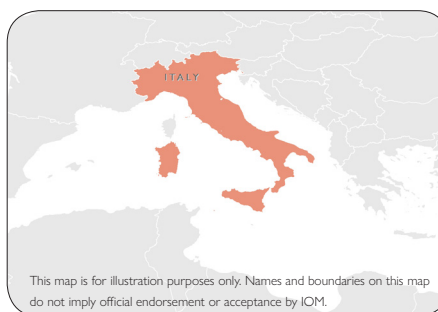 ITALY
This map is for illustration purposes only. Names and boundaries on this map
do not imply official endorsement or acceptance by IOM.